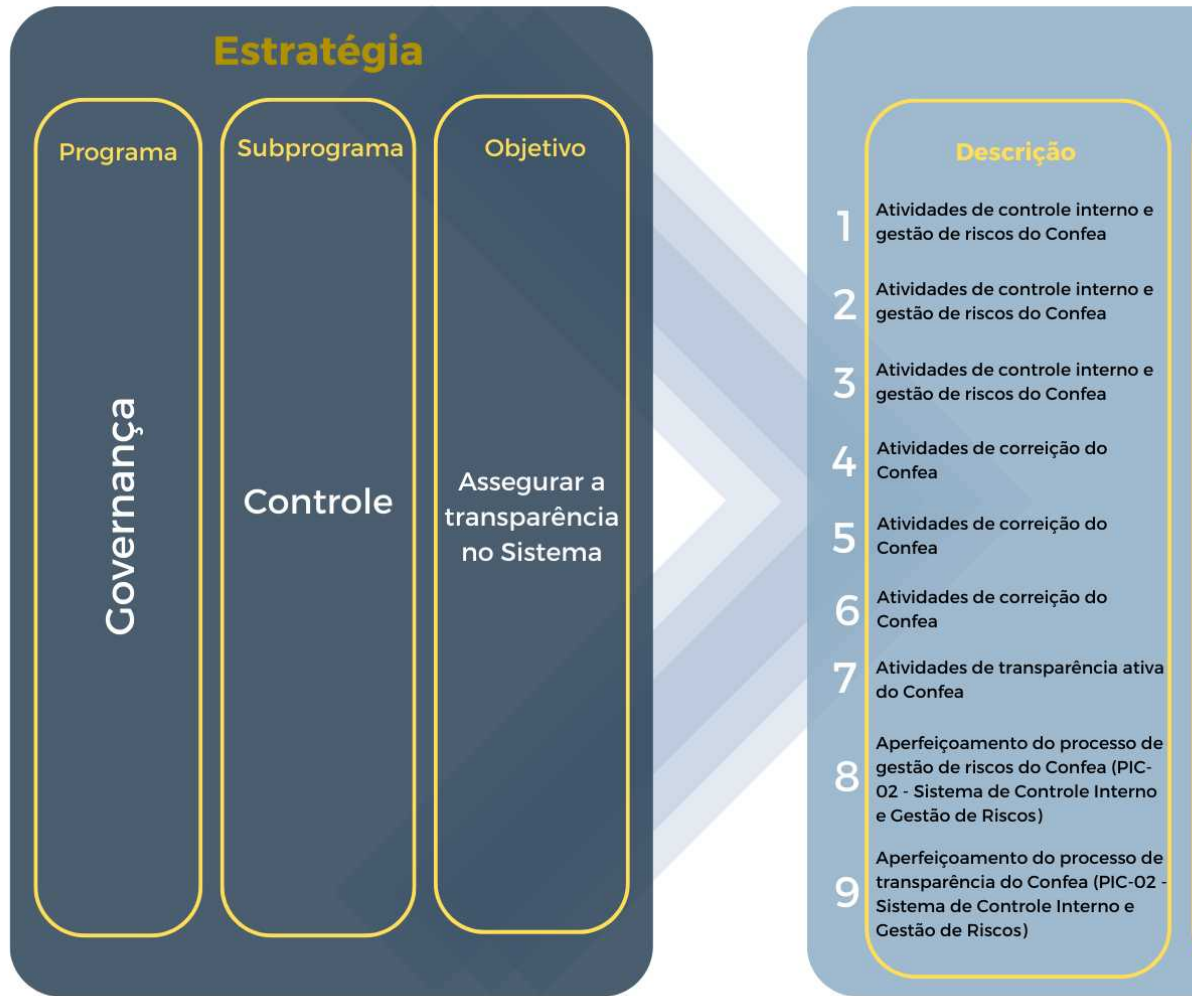 Estratégia
Programa
Governança
Subprograma
Controle
Objetivo
Assegurar a
transparência
no Sistema
Descrição
1
Atividades de controle interno e
gestão de riscos do Confea
2
Atividades de controle interno e
gestão de riscos do Confea
3
Atividades de controle interno e
gestão de riscos do Confea
4
Atividades de correição do
Confea
5
Atividades de correição do
Confea
6
Atividades de correição do
Confea
7
Atividades de transparência ativa
do Confea
8
Aperfeiçoamento do processo de
gestão de riscos do Confea (PIC-
02 - Sistema de Controle Interno
e Gestão de Riscos)
9
Aperfeiçoamento do processo de
transparência do Confea (PIC-02 -
Sistema de Controle Interno e
Gestão de Riscos)